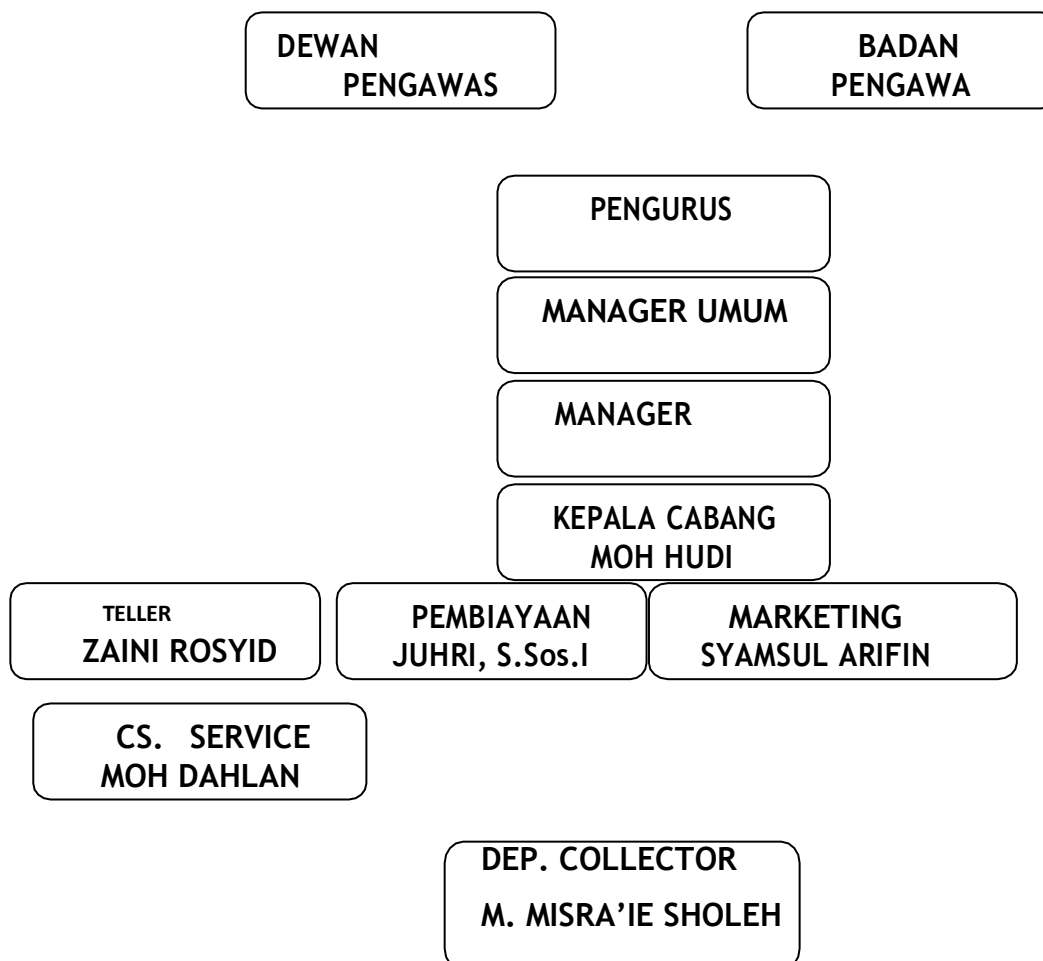 DEWAN
PENGAWAS
BADAN
PENGAWA
PENGURUS
MANAGER UMUM
MANAGER
KEPALA CABANG
MOH HUDI
TELLER
ZAINI ROSYID
PEMBIAYAAN
JUHRI, S.Sos.I
MARKETING
SYAMSUL ARIFIN
CS. SERVICE
MOH DAHLAN
DEP. COLLECTOR
M. MISRA’IE SHOLEH